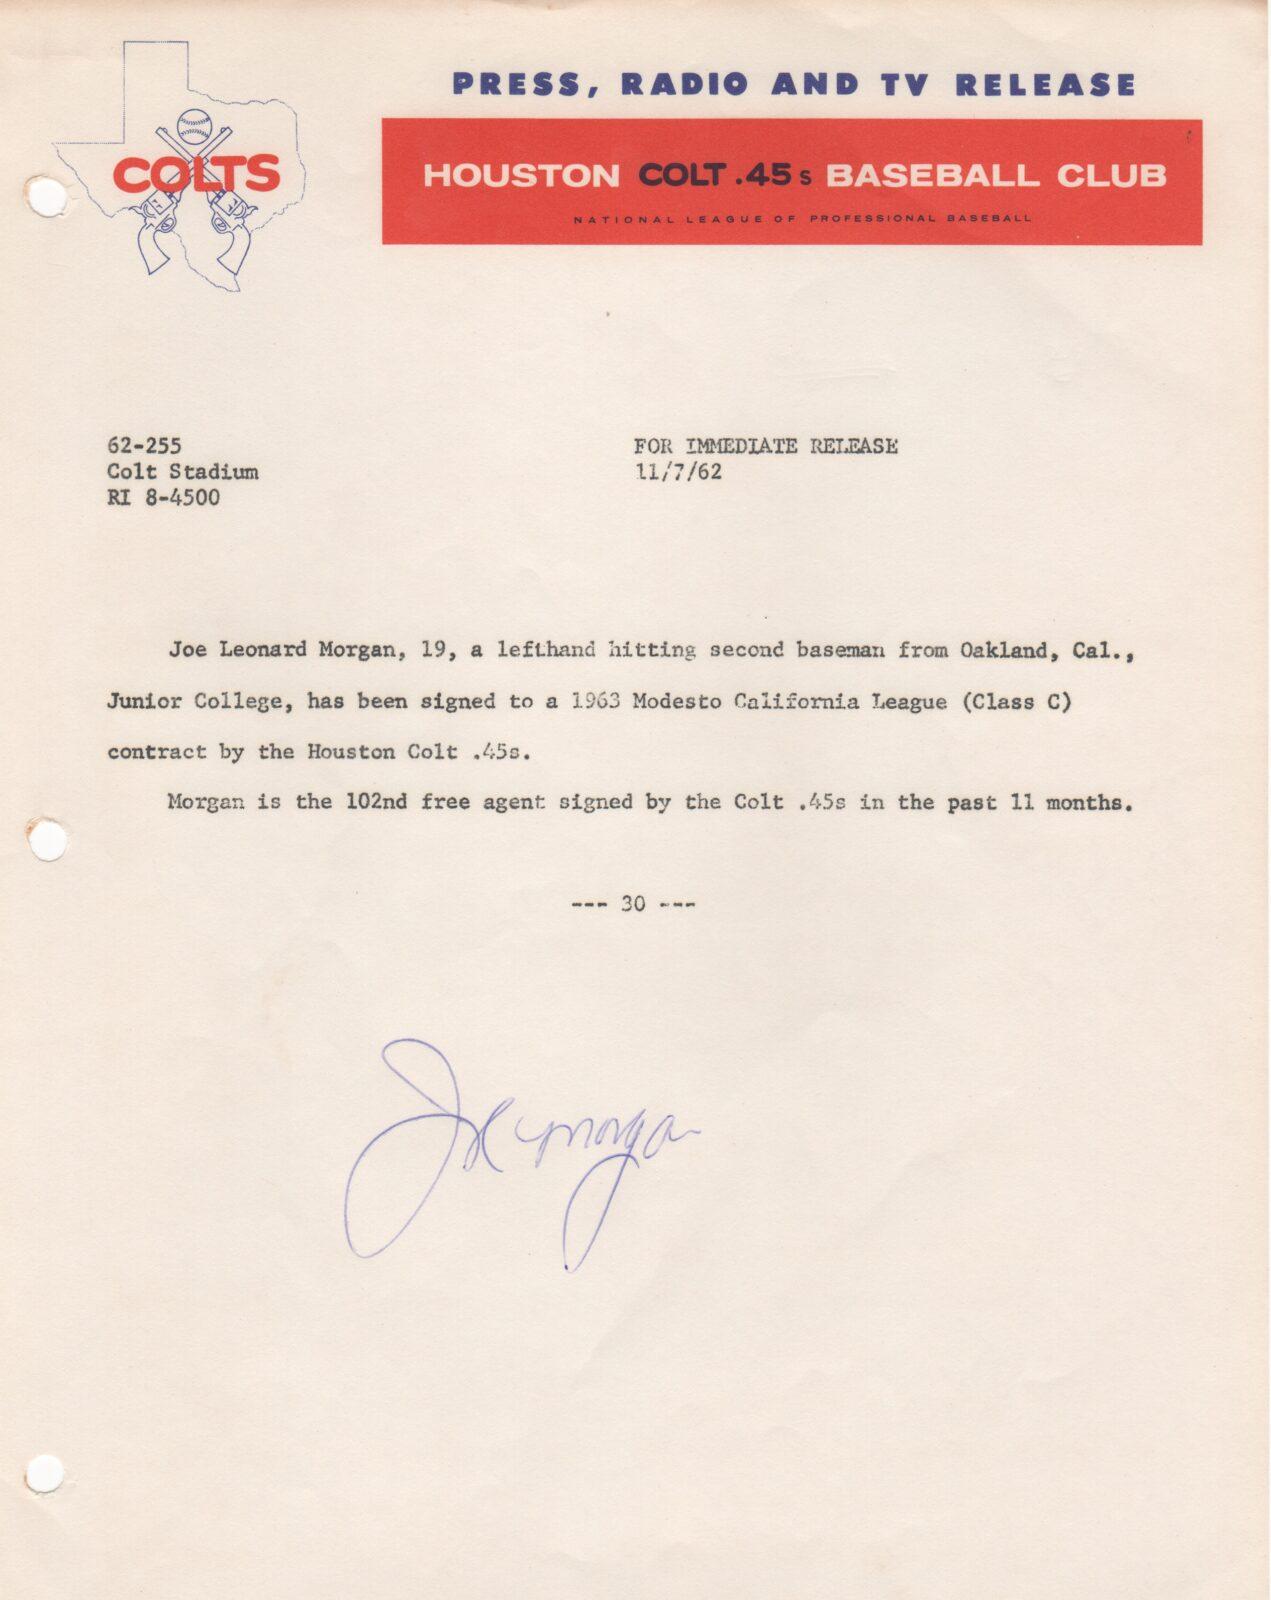 PRESS, RADIO AND TV RELEASE
COLTS
HOUSTON COLT .45s BASEBALL CLUB
NATIONAL LEAGUE OF PROFESSIONAL BASEBALL
62-255
Colt Stadium
RI 8-4500
FOR IMMEDIATE RELEASE
11/7/62
Joe Leonard Morgan, 19, a lefthand hitting second baseman from Oakland, Cal.,
Junior College, has been signed to a 1963 Modesto California League (Class C)
contract by the Houston Colt .45s.
Morgan is the 102nd free agent signed by the Colt .45s in the past 11 months.
--- 30 ---
Joe Morgan